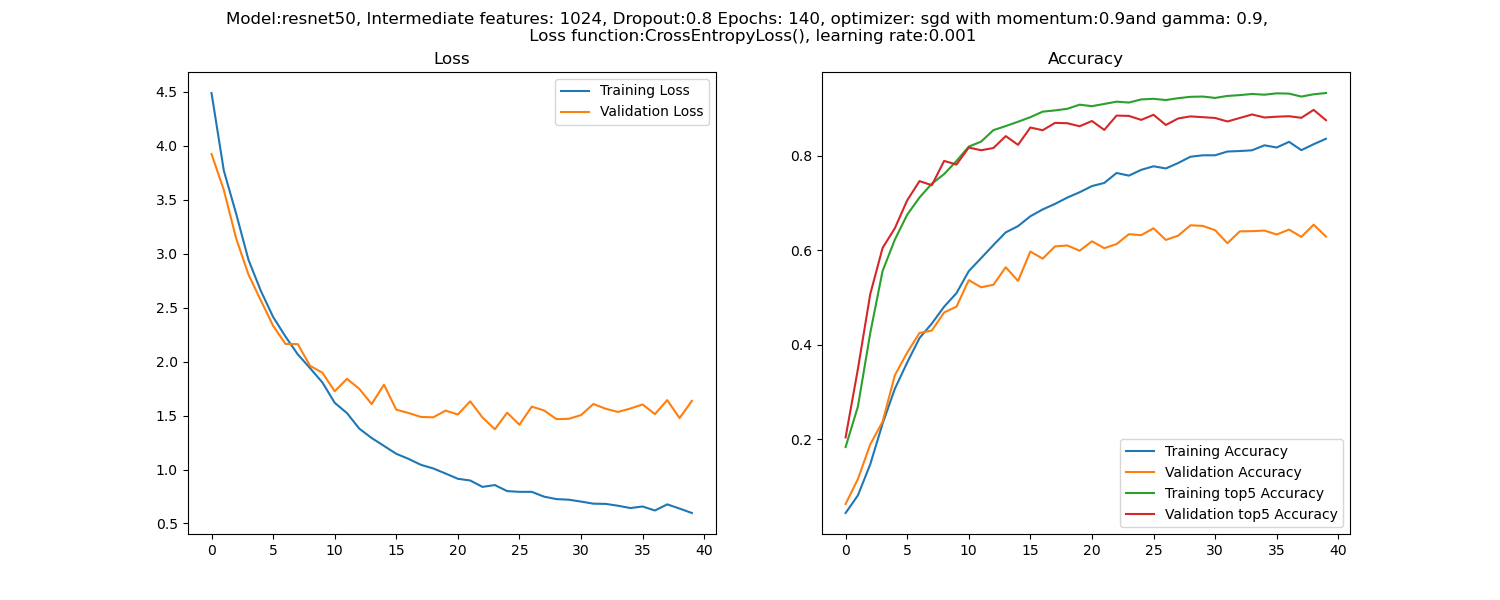 Model:resnet50, Intermediate features: 1024, Dropout:0.8 Epochs: 140, optimizer: sgd with momentum:0.9and gamma: 0.9,
Loss function:CrossEntropyLoss(), learning rate:0.001
Loss
4.5
4.0
3.5
3.0
2.5
2.0
1.5
1.0
0.5
0 5 10 15 20 25 30 35 40
Training Loss
Validation Loss
Accuracy
0.8
0.6
0.4
0.2
0 5 10 15 20 25 30 35 40
Training Accuracy
Validation Accuracy
Training top5 Accuracy
Validation top5 Accuracy